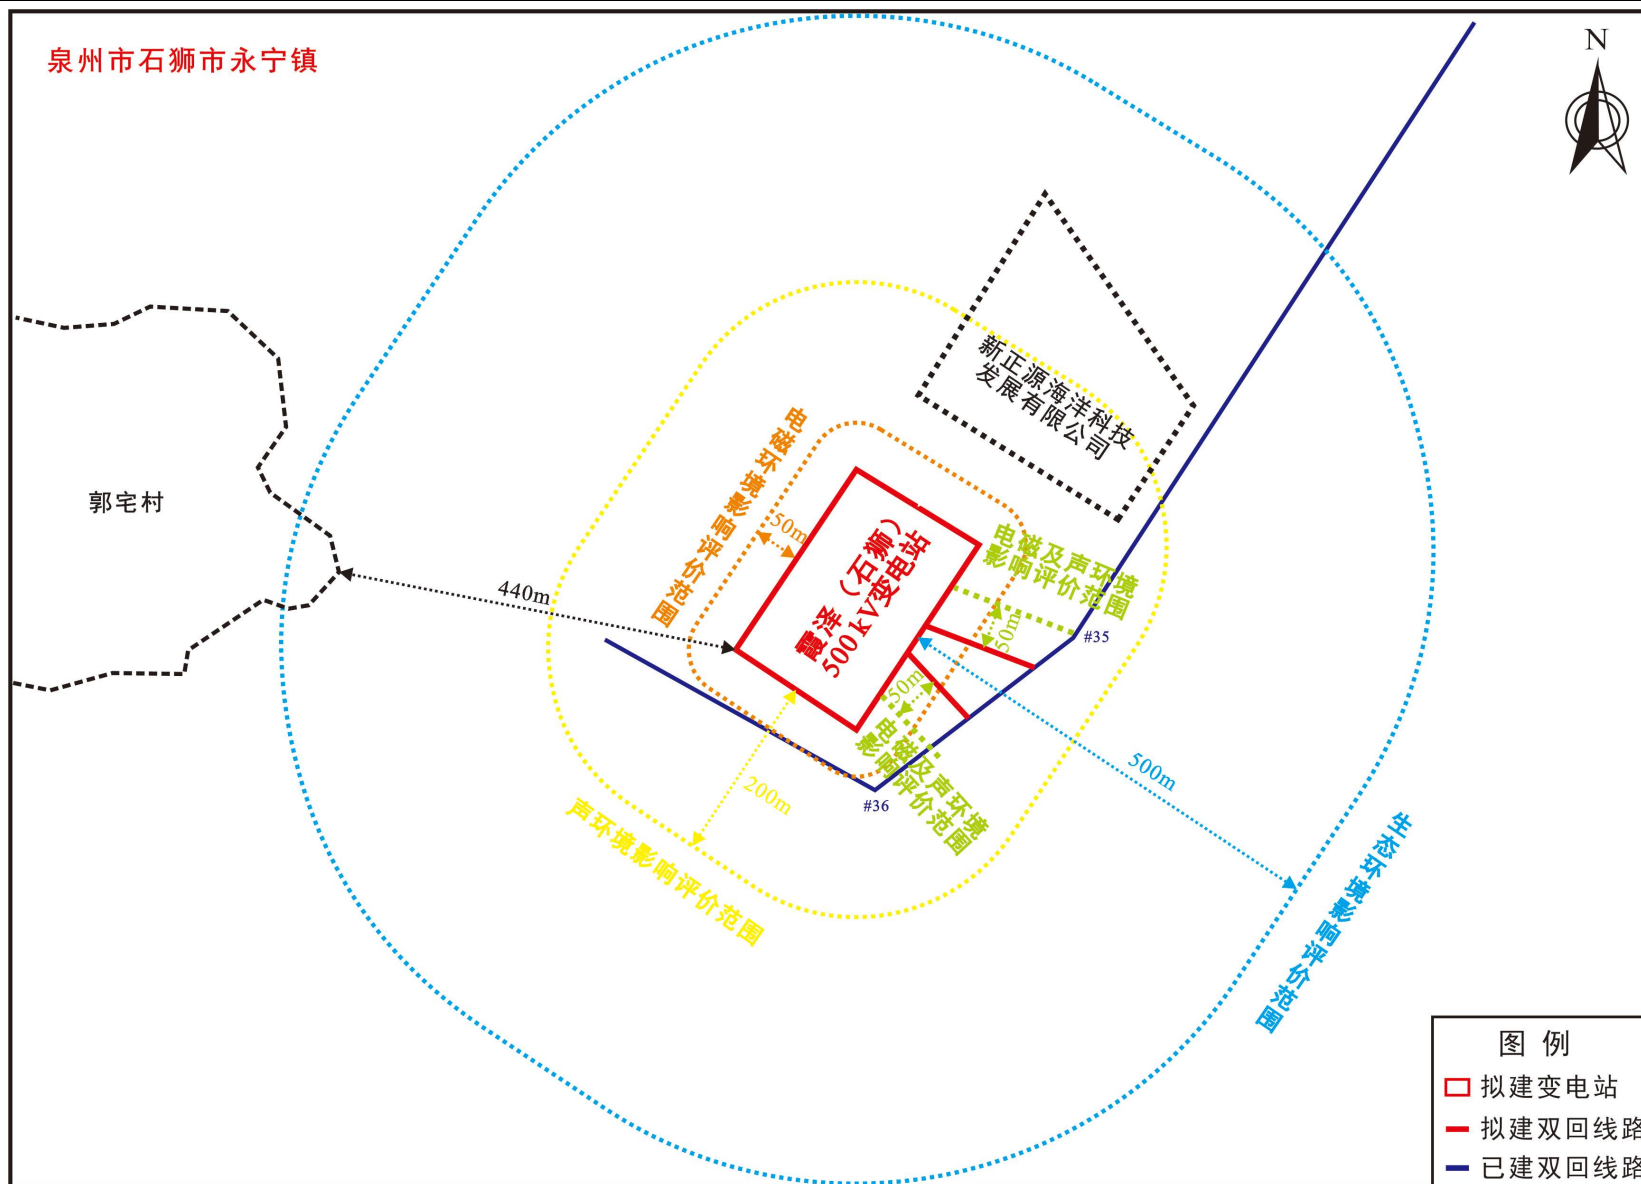 泉州市石狮市永宁镇
N
新正源海洋科技
发展有限公司
电磁环境影响评价范围
50m
郭宅村
440m
霞泽（石狮）
500kV变电站
电磁及声环境
影响评价范围
50m
#35
50m
电磁及声环境
影响评价范围
#36
200m
声环境影响评价范围
500m
生态环境影响评价范围
图 例
拟建变电站
拟建双回线路
已建双回线路